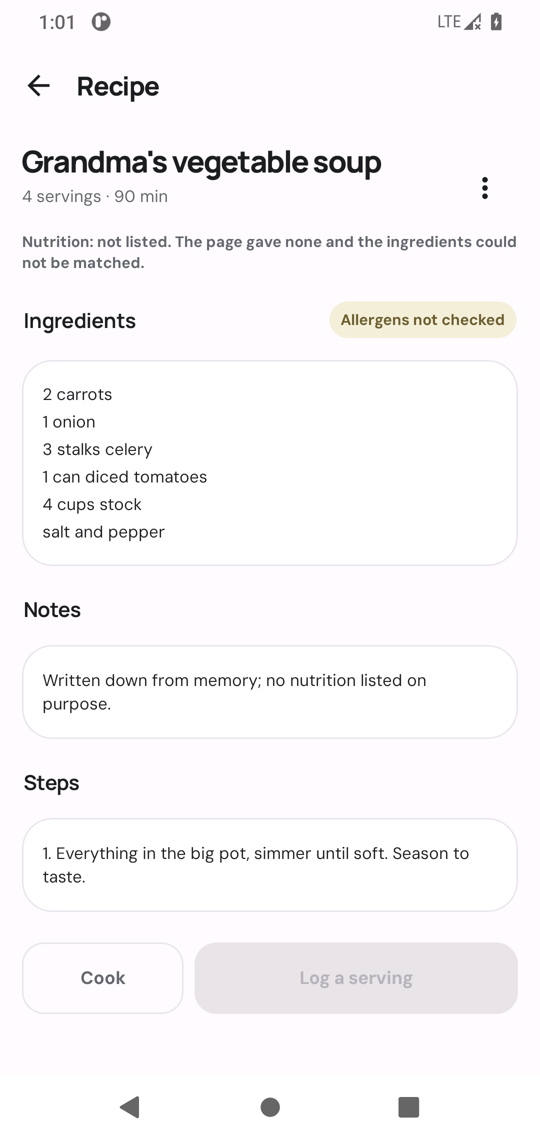 1:01
LTE
Recipe
Grandma's vegetable soup
4 servings · 90 min
Nutrition: not listed. The page gave none and the ingredients could
not be matched.
Ingredients
Allergens not checked
2 carrots
1 onion
3 stalks celery
1 can diced tomatoes
4 cups stock
salt and pepper
Notes
Written down from memory; no nutrition listed on
purpose.
Steps
1. Everything in the big pot, simmer until soft. Season to
taste.
Cook
Log a serving